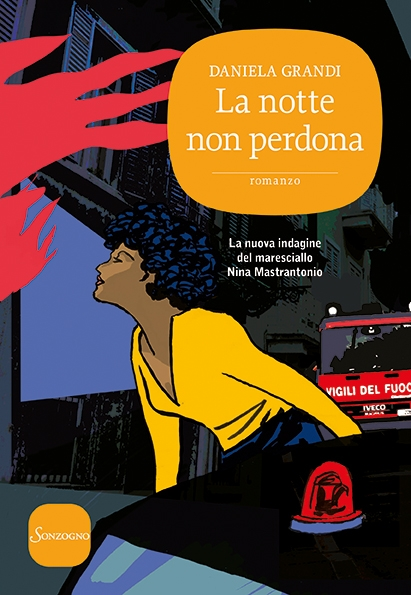 DANIELA GRANDI
La notte
non perdona
romanzo
La nuova indagine
del maresciallo
Nina Mastrantonio
VIGILI DEL FUOC
IVECO
SONZOGNO